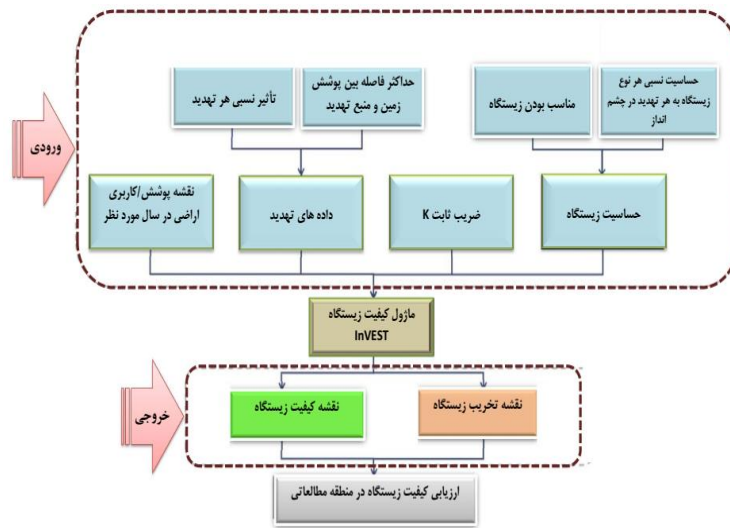 حساسیت نسبی هر نوع
زیستگاه به هر تهدید در چشم
انداز
مناسب بودن زیستگاه
حداکثر فاصله بین پوشش
زمین و منبع تهدید
تأثیر نسبی هر تهدید
ورودی
حساسیت زیستگاه
ضریب ثابت K
داده های تهدید
نقشه پوشش/کاربری
اراضی در سال مورد نظر
ماژول کیفیت زیستگاه
InVEST
خروجی
نقشه تخریب زیستگاه
نقشه کیفیت زیستگاه
ارزیابی کیفیت زیستگاه در منطقه مطالعاتی